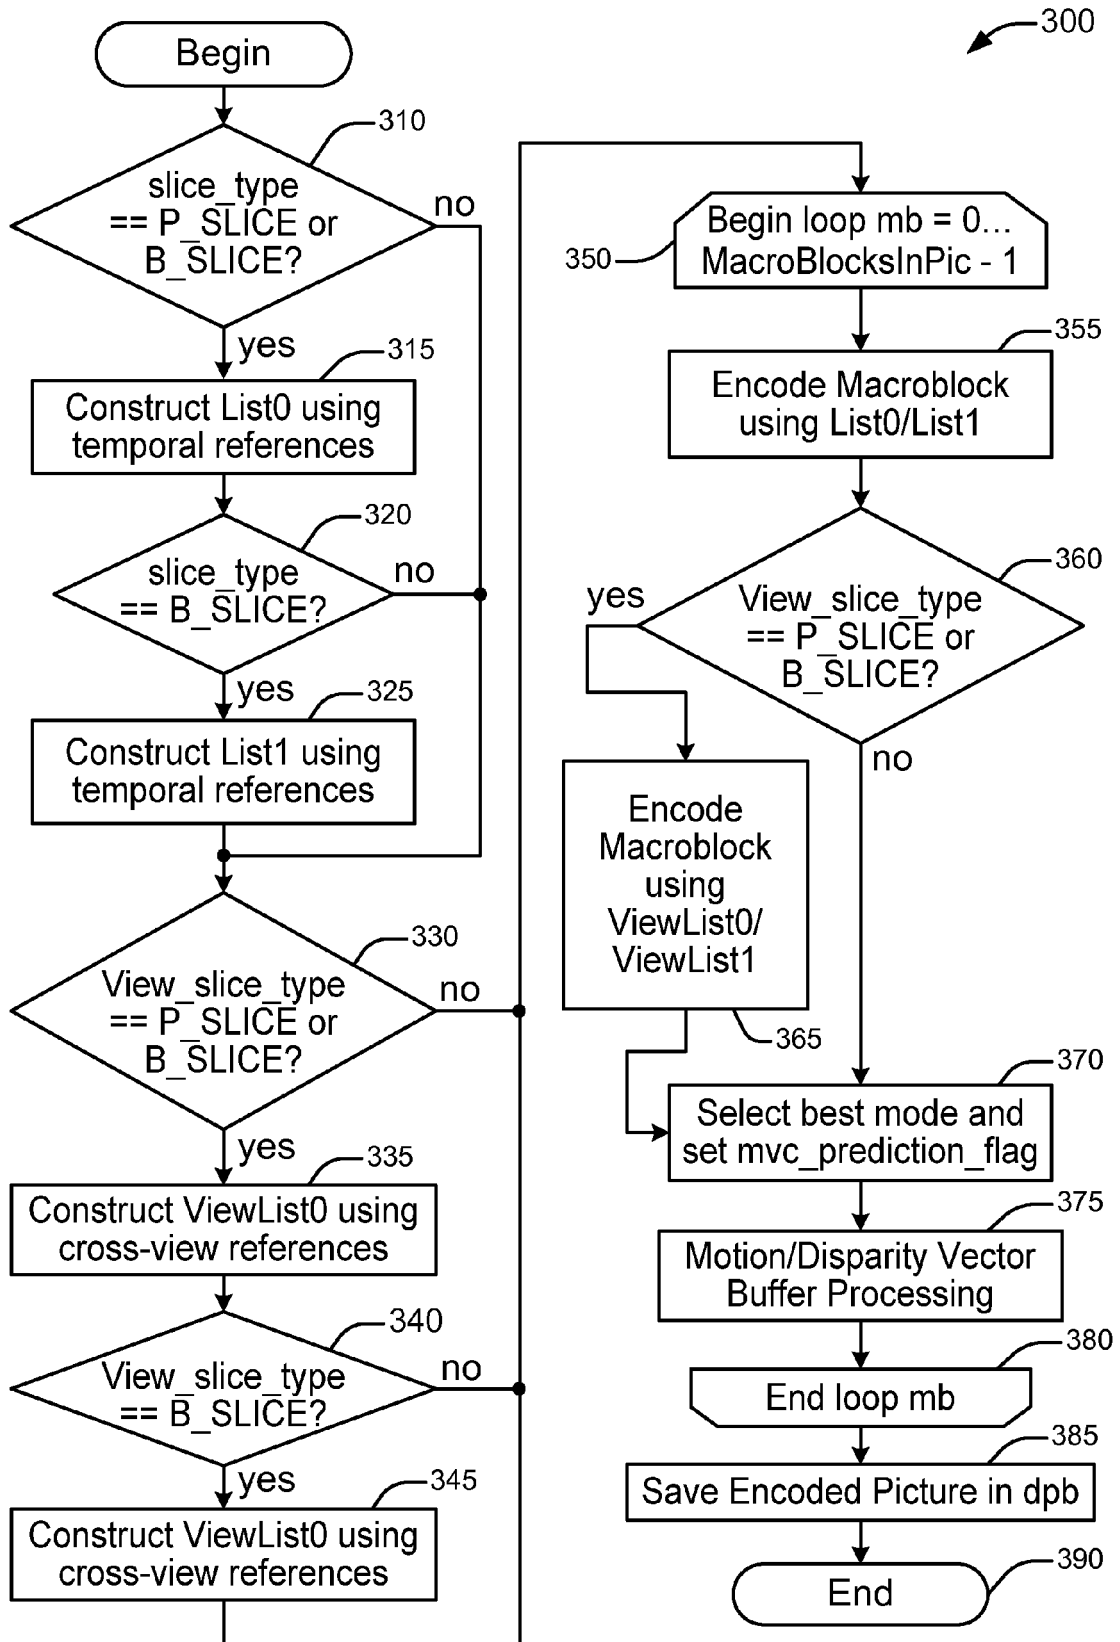 300
Begin
310
slice_type
== P_SLICE or
B_SLICE?
no
yes
315
Construct List0 using
temporal references
320
slice_type
== B_SLICE?
no
yes
325
Construct List1 using
temporal references
330
View_slice_type
== P_SLICE or
B_SLICE?
no
yes
335
Construct ViewList0 using
cross-view references
340
View_slice_type
== B_SLICE?
no
yes
345
Construct ViewList0 using
cross-view references
350
Begin loop mb = 0...
MacroBlocksInPic - 1
355
Encode Macroblock
using List0/List1
360
View_slice_type
== P_SLICE or
B_SLICE?
yes
no
Encode
Macroblock
using
ViewList0/
ViewList1
365
370
Select best mode and
set mvc_prediction_flag
375
Motion/Disparity Vector
Buffer Processing
380
End loop mb
385
Save Encoded Picture in dpb
390
End